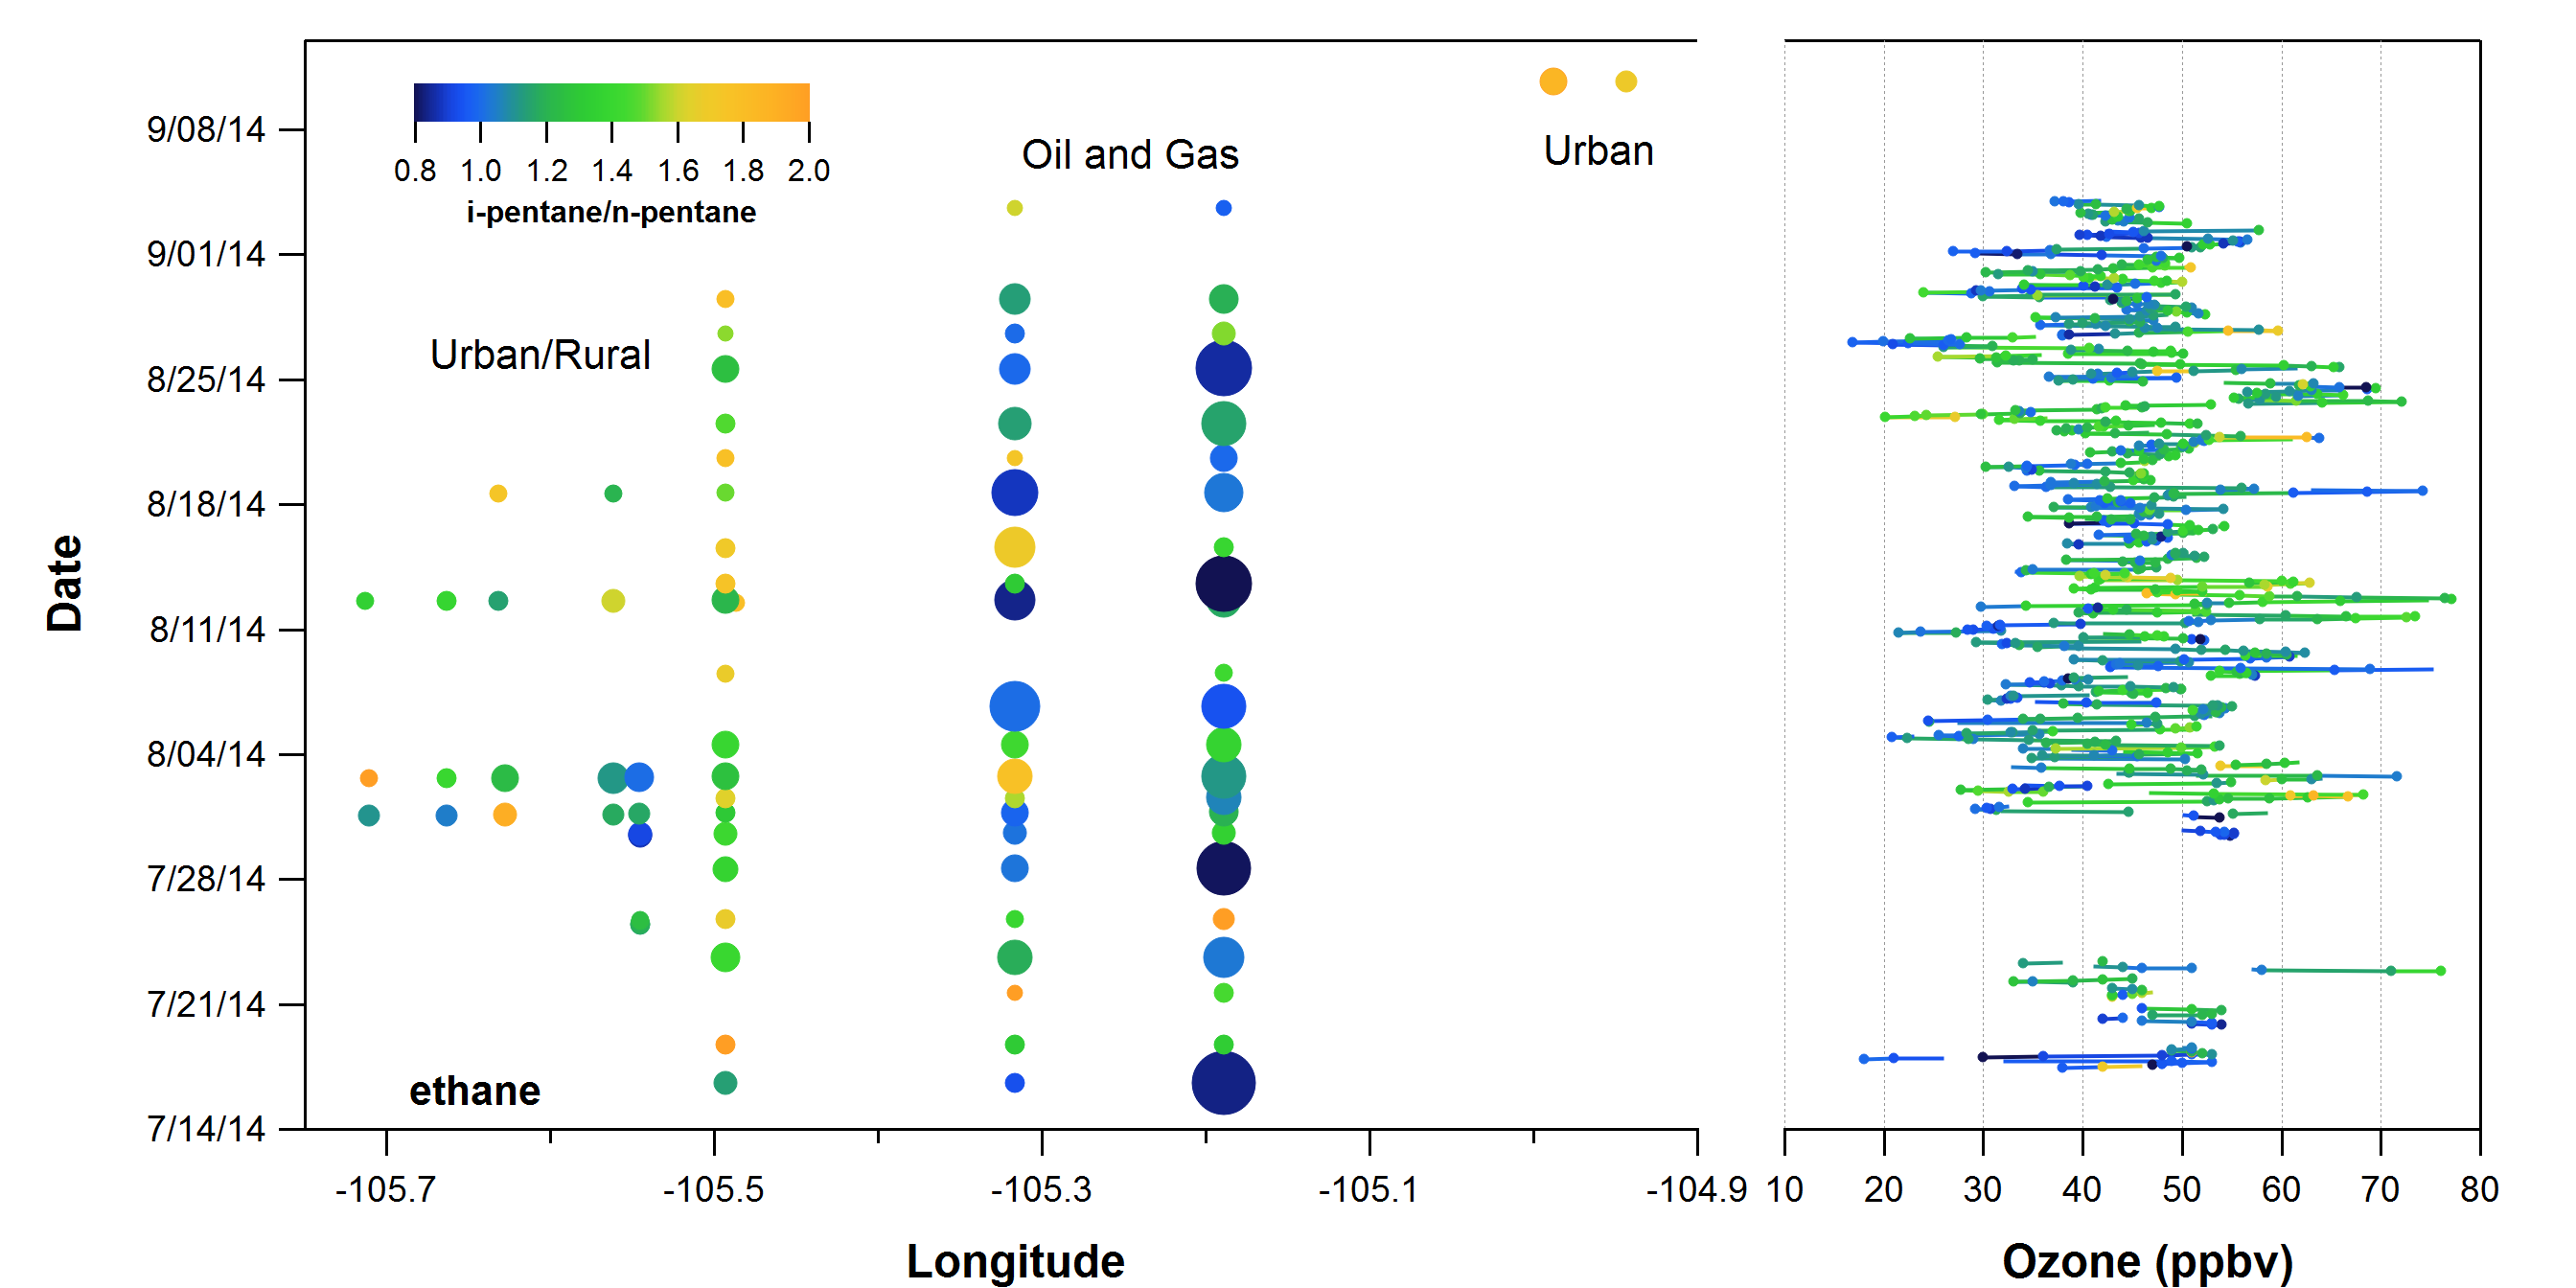 9/08/14
9/01/14
8/25/14
8/18/14
8/11/14
8/04/14
7/28/14
7/21/14
7/14/14
Date
0.8 1.0 1.2 1.4 1.6 1.8 2.0
i-pentane/n-pentane
Oil and Gas
Urban
Urban/Rural
ethane
-105.7 -105.5 -105.3 -105.1 -104.9
Longitude
10 20 30 40 50 60 70 80
Ozone (ppbv)